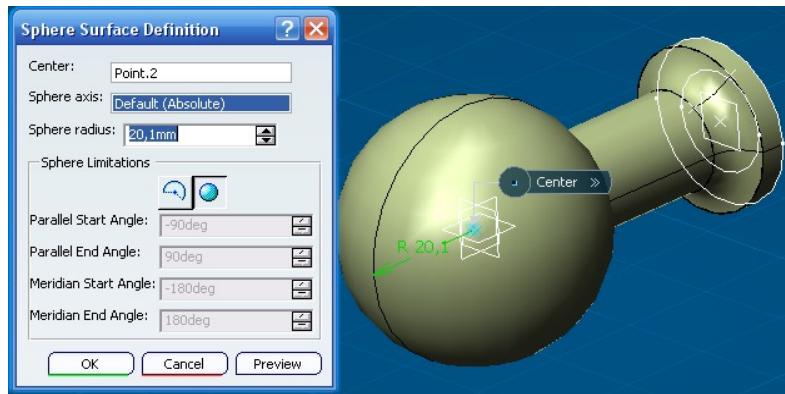 Sphere Surface Definition
Center: Point.2
Sphere axis: Default (Absolute)
Sphere radius: 20,1mm
Sphere Limitations
Parallel Start Angle: -90deg
Parallel End Angle: 90deg
Meridian Start Angle: -180deg
Meridian End Angle: 180deg
OK Cancel Preview
Center »
R 20,1